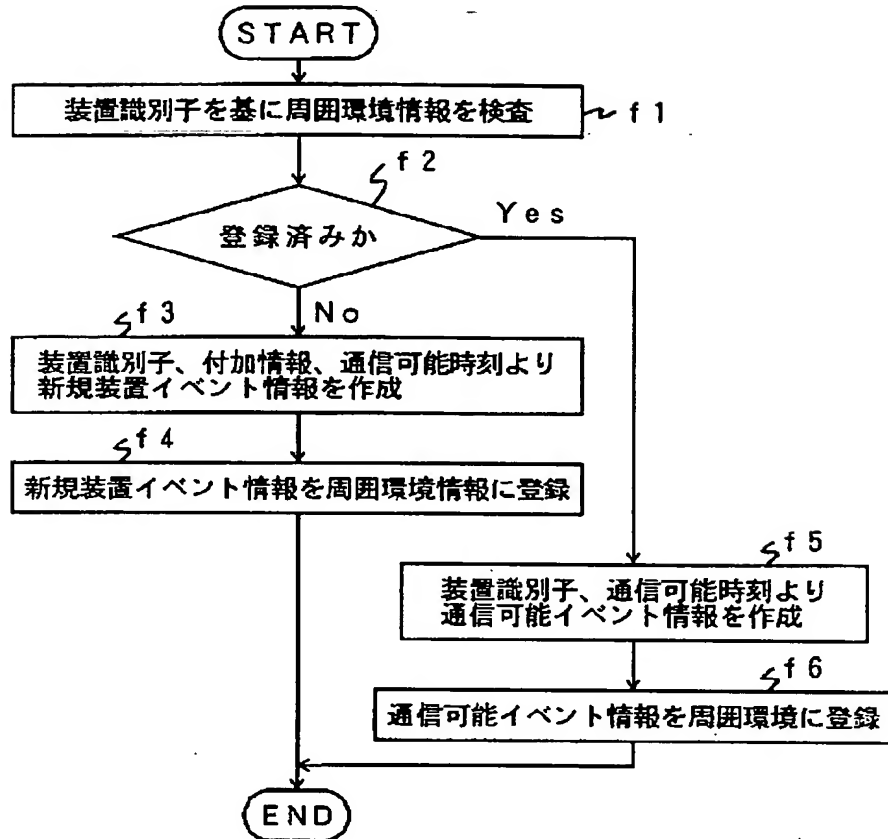 START
装置識別子を基に周囲環境情報を検査
f1
f2
登録済みか
Yes
No
f3
装置識別子、付加情報、通信可能時刻より
新規装置イベント情報を作成
f4
新規装置イベント情報を周囲環境情報に登録
f5
装置識別子、通信可能時刻より
通信可能イベント情報を作成
f6
通信可能イベント情報を周囲環境に登録
END